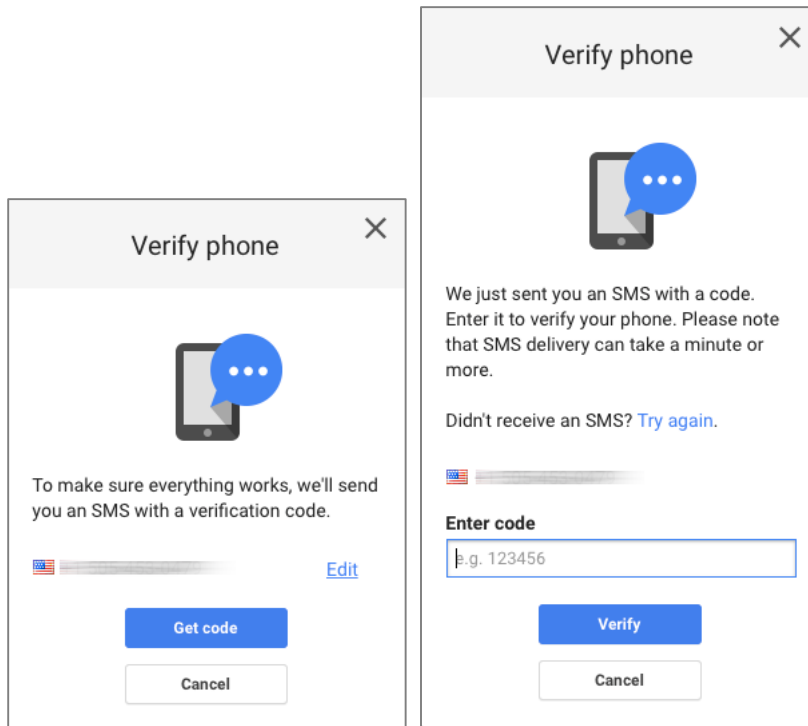 Verify phone
To make sure everything works, we'll send
you an SMS with a verification code.
Edit
Get code
Cancel
Verify phone
We just sent you an SMS with a code.
Enter it to verify your phone. Please note
that SMS delivery can take a minute or
more.
Didn't receive an SMS? Try again.
Enter code
e.g. 123456
Verify
Cancel